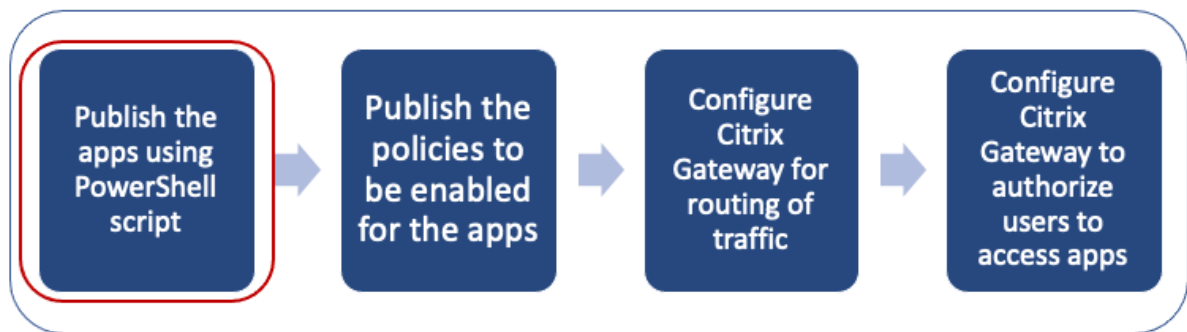 Publish the
apps using
PowerShell
script
Publish the
policies to
be enabled
for the apps
Configure
Citrix
Gateway for
routing of
traffic
Configure
Citrix
Gateway to
authorize
users to
access apps